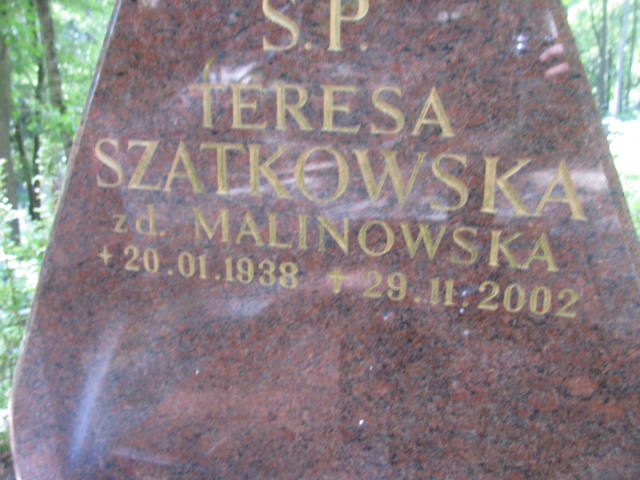 Ś.P.
TERESA
SZATKOWSKA
zd. MALINOWSKA
+ 20.01.1938 + 29.11.2002